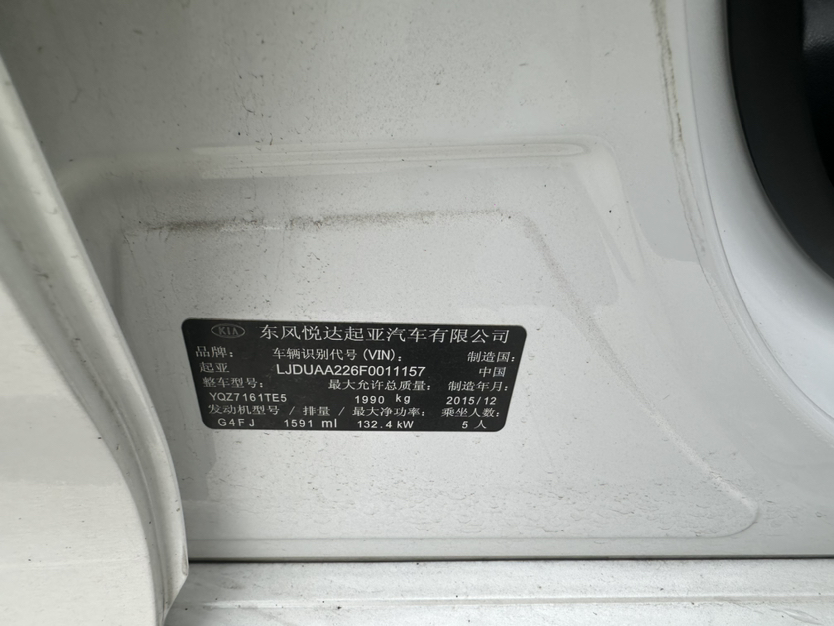 KIA 东风悦达起亚汽车有限公司
品牌： 车辆识别代号(VIN)： 制造国：
起亚 LJDUAA226F0011157 中国
整车型号： 最大允许总质量： 制造年月：
YQZ7161TE5 1990 kg 2015/12
发动机型号 / 排量 / 最大净功率： 乘坐人数：
G4FJ 1591 ml 132.4 kW 5 人